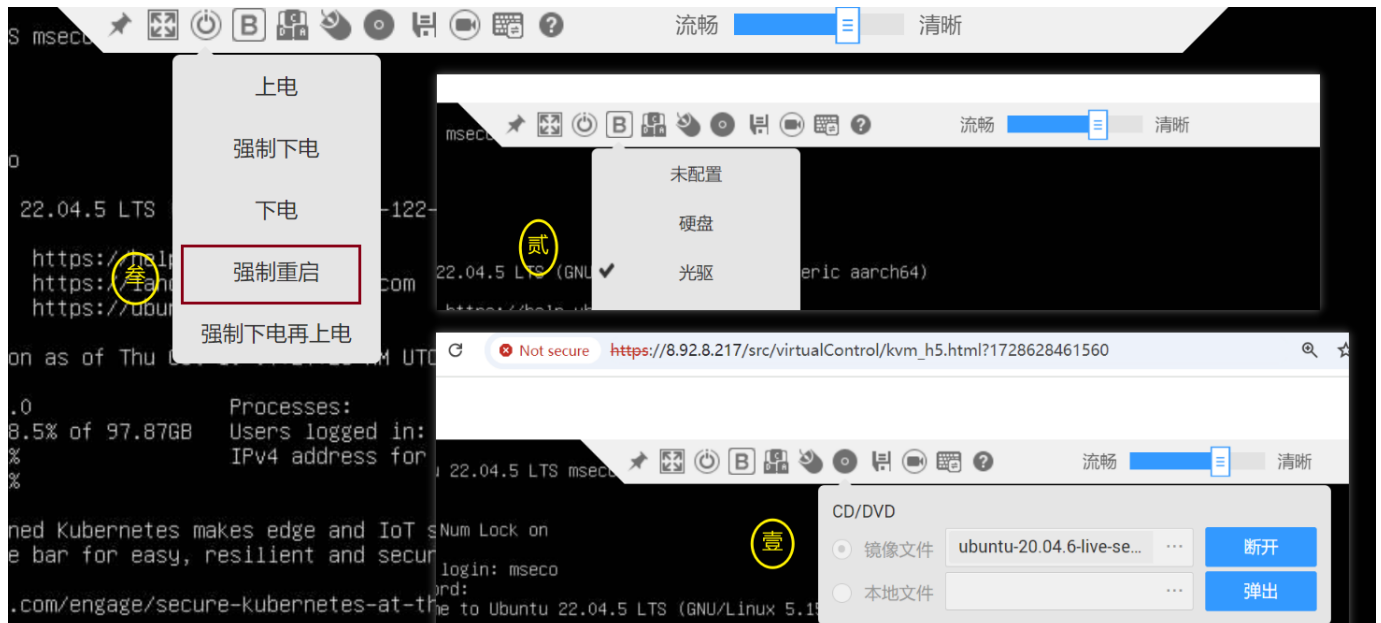 S msec
流畅
清晰
上电
强制下电
下电
强制重启
强制下电再上电
o
22.04.5 LTS
-122-
https://help
https://
com
https://ubun
叁
on as of Thu
M UTC
.0 Processes:
8.5% of 97.87GB Users logged in:
% IPv4 address for
%
ned Kubernetes makes edge and IoT s
e bar for easy, resilient and secur
.com/engage/secure-kubernetes-at-th
msec
B
流畅
清晰
未配置
硬盘
光驱
贰
22.04.5 LTS (GNU
eric aarch64)
Not secure https://8.92.8.217/src/virtualControl/kvm_h5.html?1728628461560
22.04.5 LTS msec
B
流畅
清晰
CD/DVD
镜像文件 ubuntu-20.04.6-live-se... ... 断开
本地文件 ... 弹出
壹
Num Lock on
login: mseco
ord:
me to Ubuntu 22.04.5 LTS (GNU/Linux 5.15